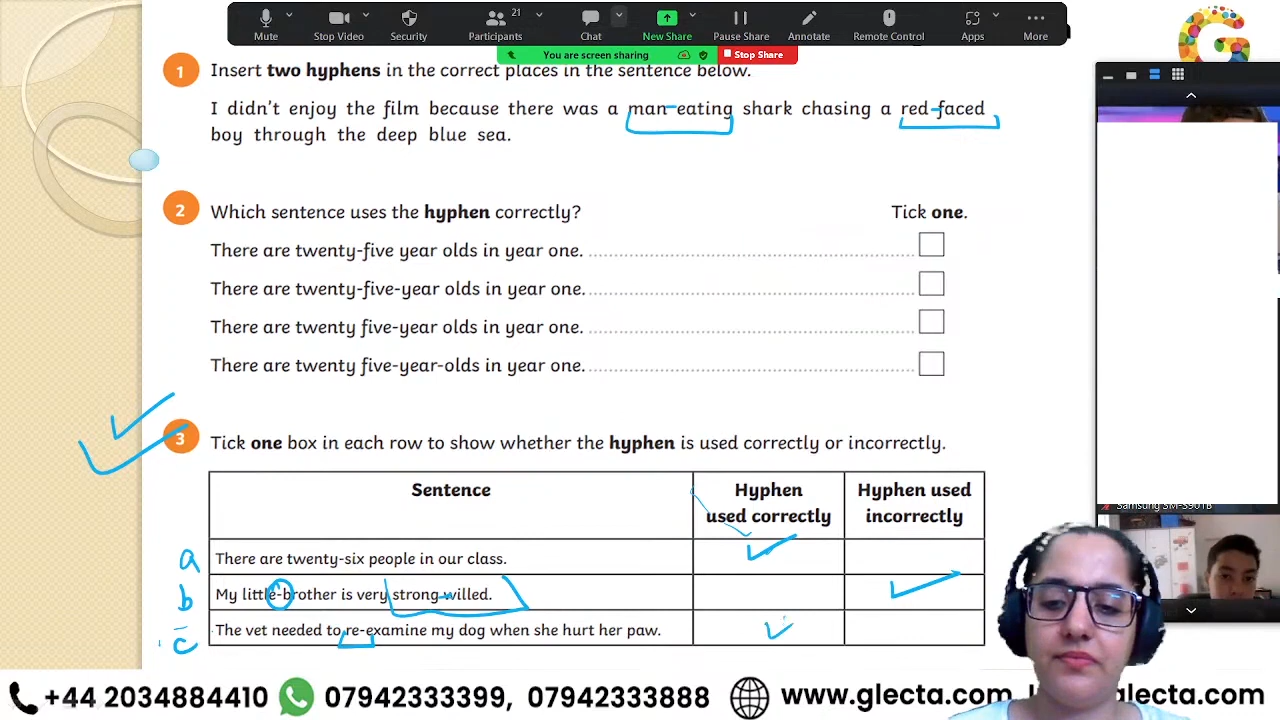 Mute
Stop Video
Security
Participants
21
Chat
New Share
Pause Share
Annotate
Remote Control
Apps
More
You are screen sharing
Stop Share
1 Insert two hyphens in the correct places in the sentence below.
I didn't enjoy the film because there was a man-eating shark chasing a red-faced
boy through the deep blue sea.
2 Which sentence uses the hyphen correctly? Tick one.
There are twenty-five year olds in year one.
There are twenty-five-year olds in year one.
There are twenty five-year olds in year one.
There are twenty five-year-olds in year one.
3 Tick one box in each row to show whether the hyphen is used correctly or incorrectly.
Sentence
Hyphen
used correctly
Hyphen used
incorrectly
a There are twenty-six people in our class.
b My little-brother is very strong-willed.
c The vet needed to re-examine my dog when she hurt her paw.
Samsung SM-S901B
+44 2034884410 07942333399, 07942333888 www.glecta.com, glecta.com
G